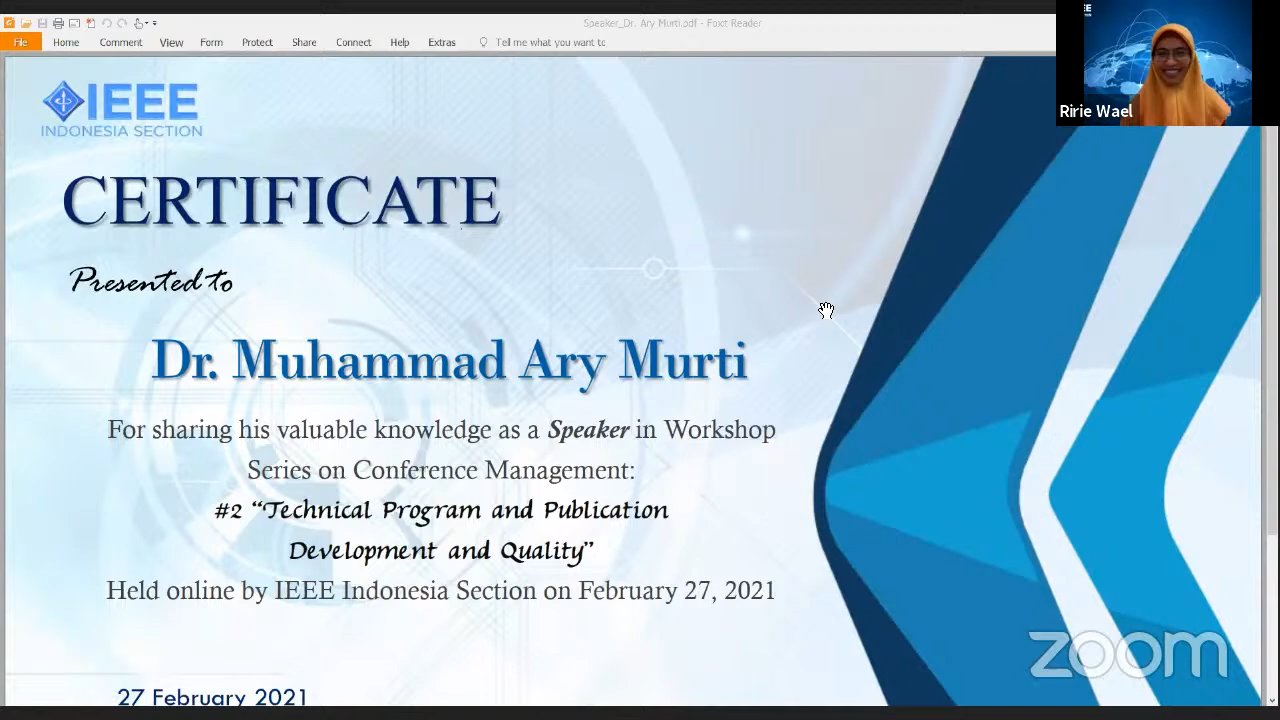 Speaker_Dr. Ary Murti.pdf - Foxit Reader
File Home Comment View Form Protect Share Connect Help Extras Tell me what you want to
IEEE
Ririe Wael
IEEE
INDONESIA SECTION
CERTIFICATE
Presented to
Dr. Muhammad Ary Murti
For sharing his valuable knowledge as a Speaker in Workshop
Series on Conference Management:
#2 “Technical Program and Publication
Development and Quality”
Held online by IEEE Indonesia Section on February 27, 2021
zoom
27 February 2021